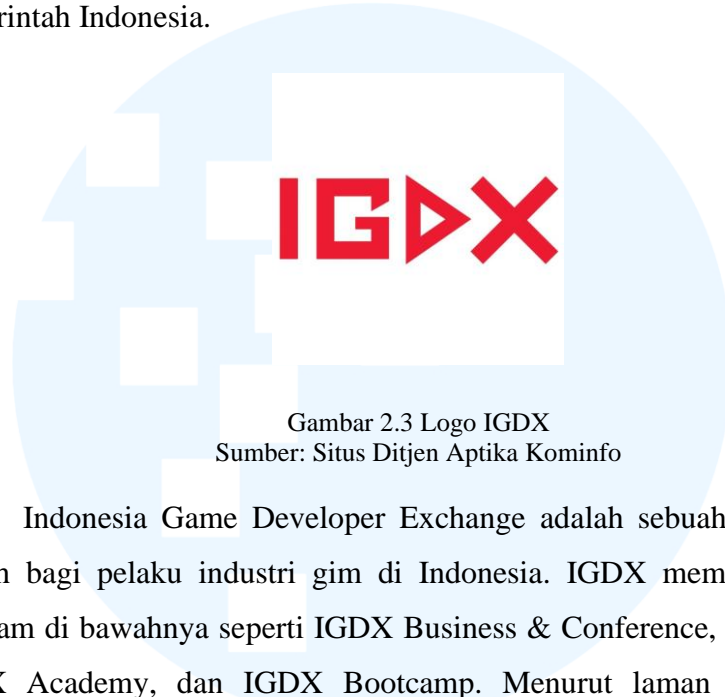 rintah Indonesia.
IGDX
Gambar 2.3 Logo IGDX
Sumber: Situs Ditjen Aptika Kominfo
Indonesia Game Developer Exchange adalah sebuah
bagi pelaku industri gim di Indonesia. IGDX mem
am di bawahnya seperti IGDX Business & Conference,
X Academy, dan IGDX Bootcamp. Menurut laman